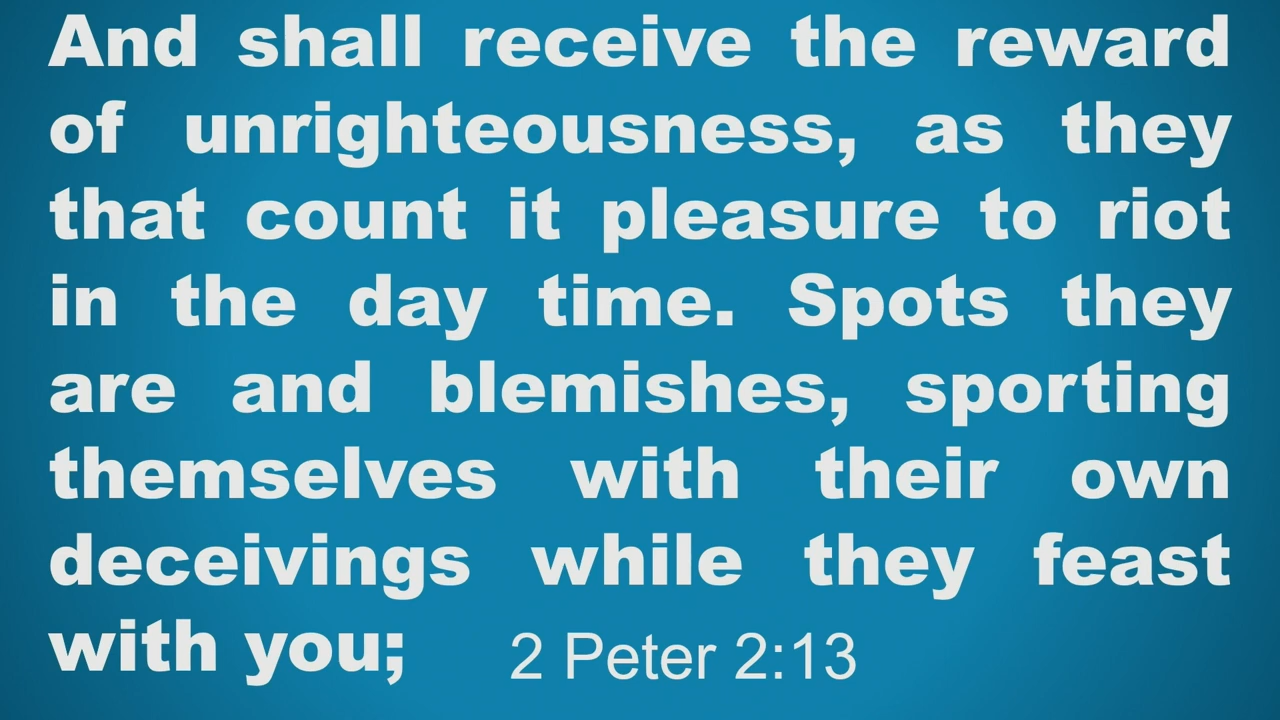 And shall receive the reward
of unrighteousness, as they
that count it pleasure to riot
in the day time. Spots they
are and blemishes, sporting
themselves with their own
deceivings while they feast
with you; 2 Peter 2:13